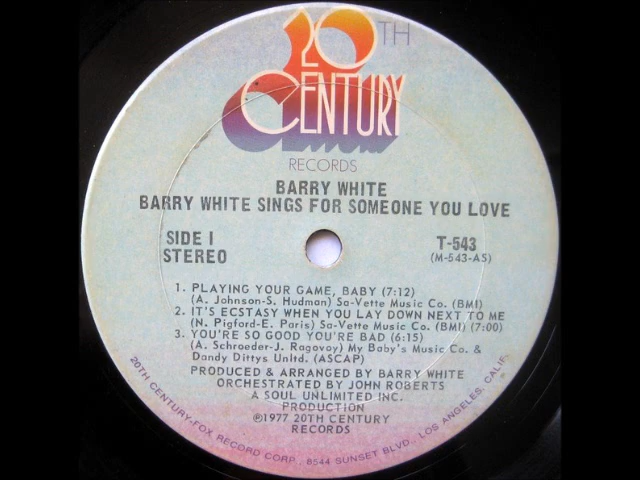 20TH
CENTURY
RECORDS
BARRY WHITE
BARRY WHITE SINGS FOR SOMEONE YOU LOVE
SIDE I
STEREO
T-543
(M-543-AS)
1. PLAYING YOUR GAME, BABY (7:12)
(A. Johnson-S. Hudman) Sa-Vette Music Co. (BMI)
2. IT'S ECSTASY WHEN YOU LAY DOWN NEXT TO ME
(N. Pigford-E. Paris) Sa-Vette Music Co. (BMI) (7:00)
3. YOU'RE SO GOOD YOU'RE BAD (6:15)
(A. Schroeder-J. Ragovoy) My Baby's Music Co. &
Dandy Dittys Unltd. (ASCAP)
PRODUCED & ARRANGED BY BARRY WHITE
ORCHESTRATED BY JOHN ROBERTS
A SOUL UNLIMITED INC.
PRODUCTION
℗1977 20TH CENTURY
RECORDS
20TH CENTURY-FOX RECORD CORP., 8544 SUNSET BLVD., LOS ANGELES, CALIF.